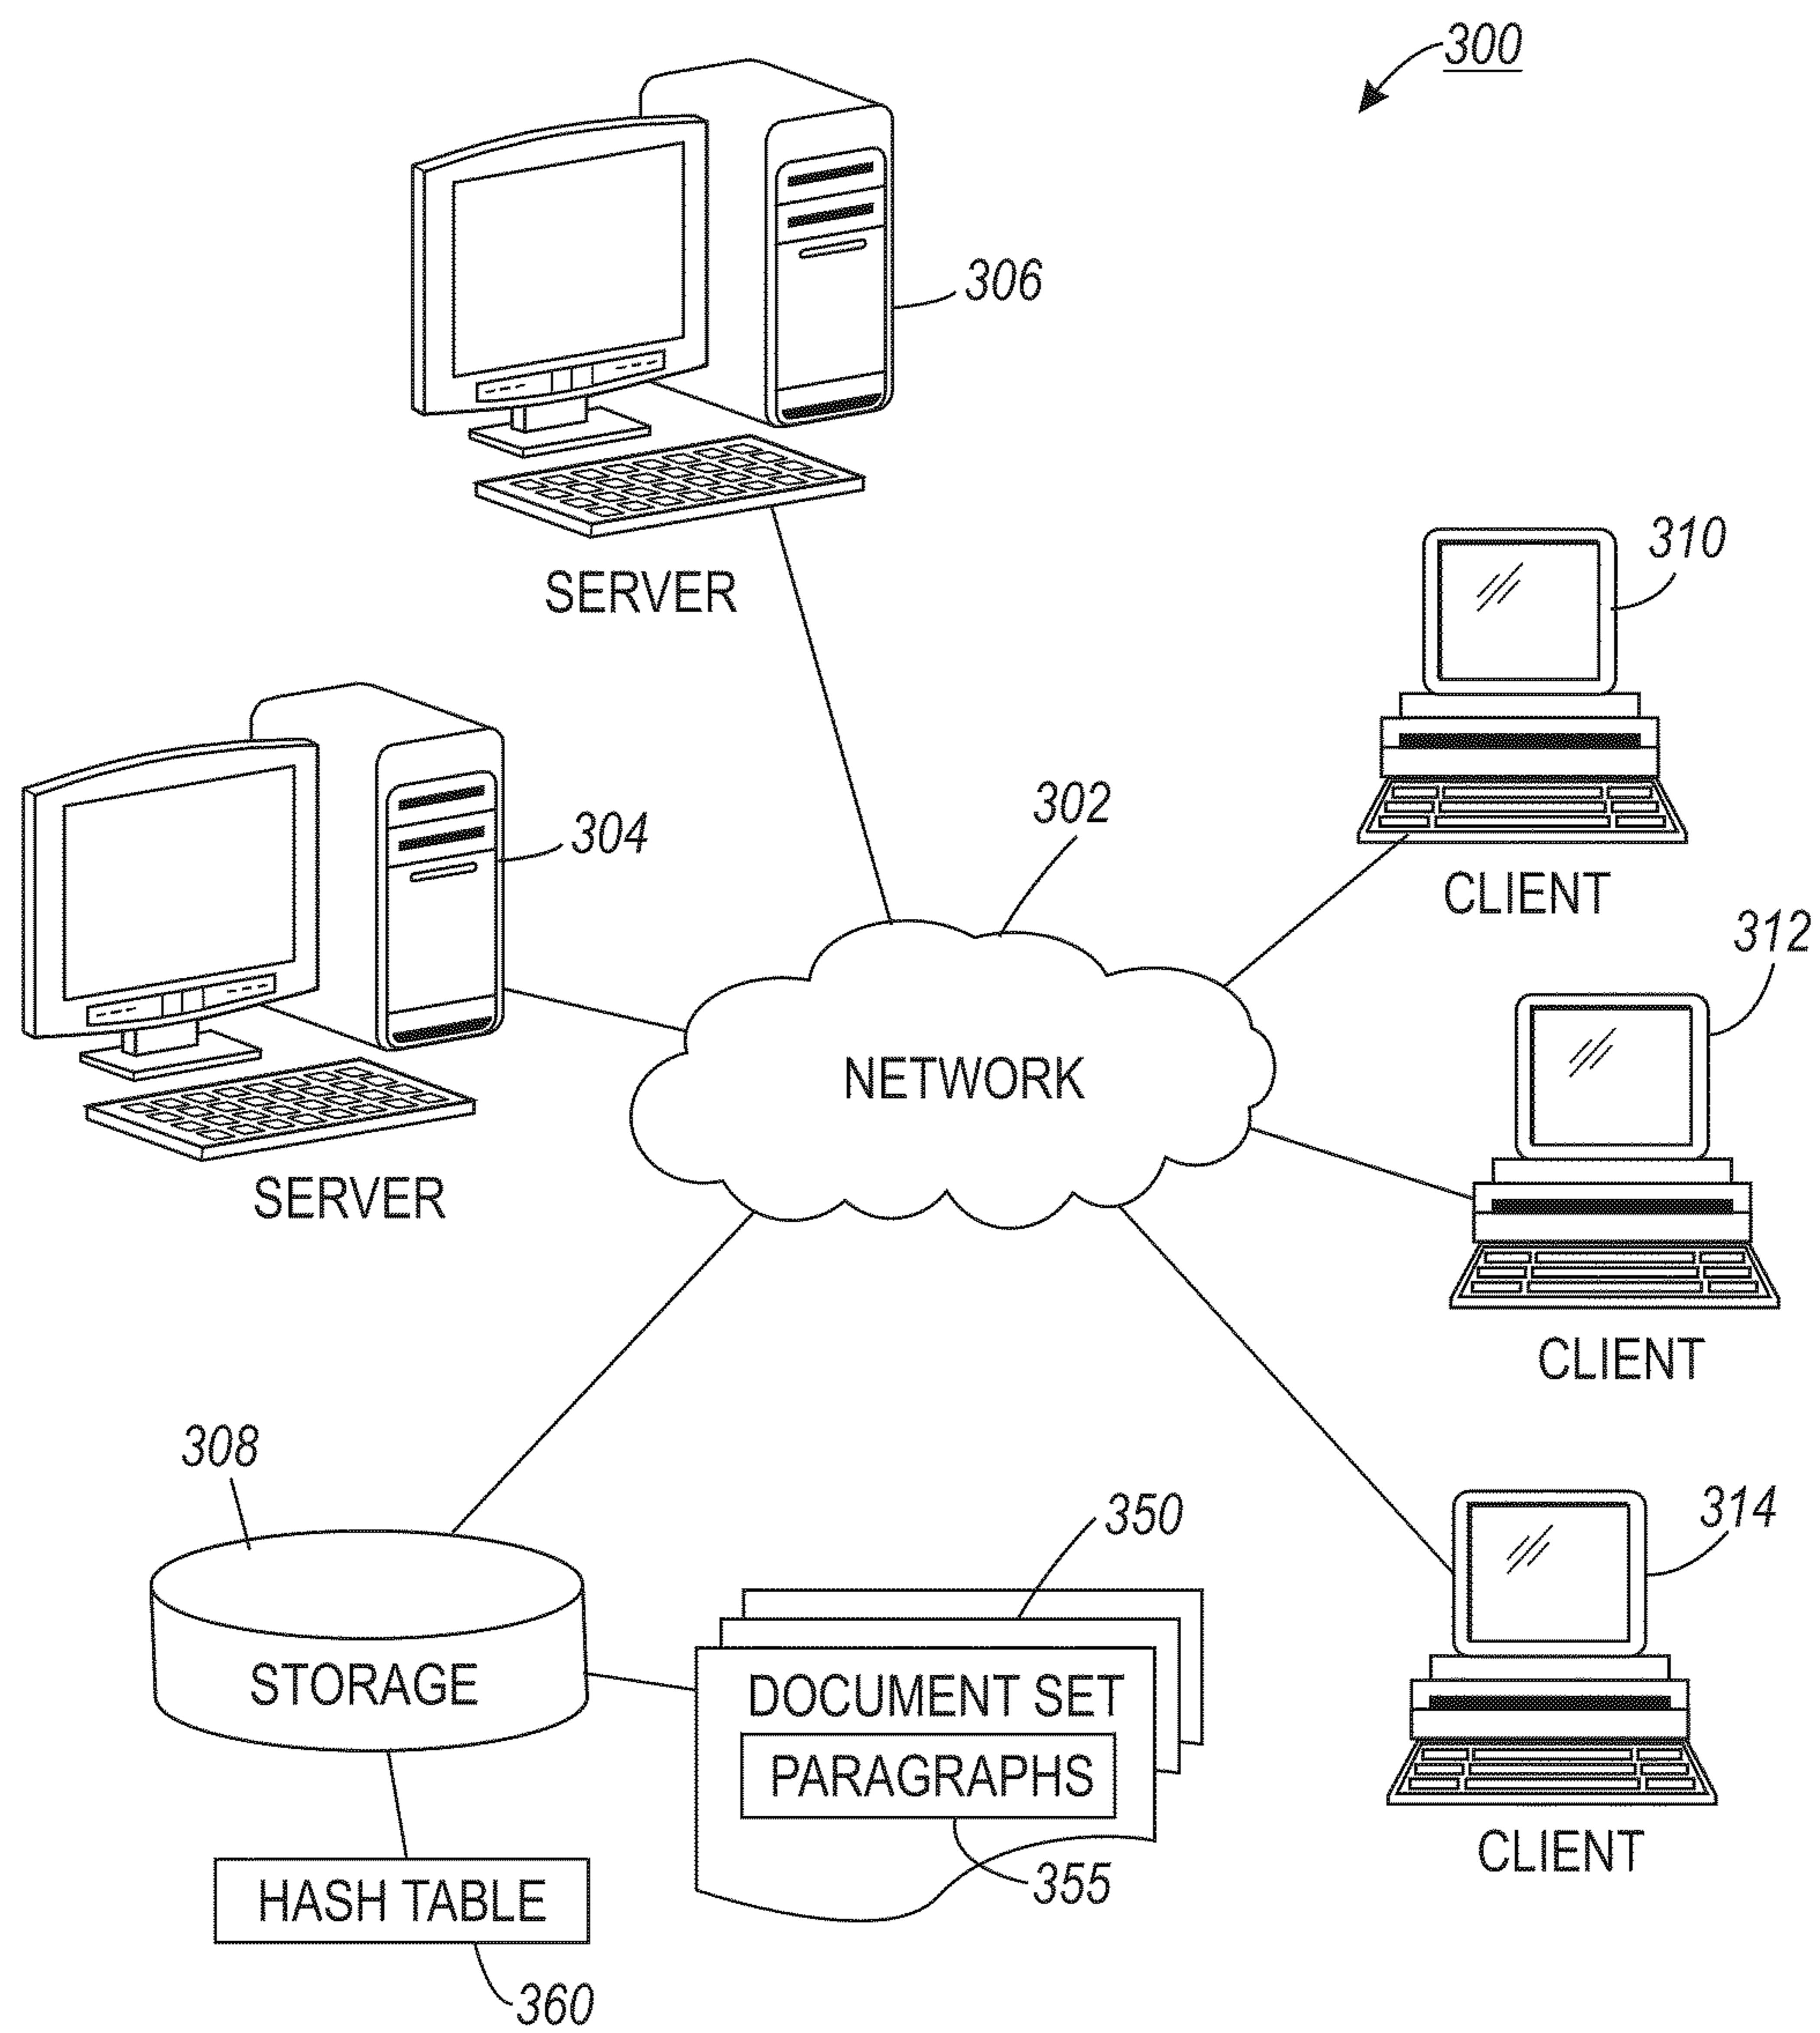 300
306
SERVER
310
CLIENT
304
SERVER
302
NETWORK
312
CLIENT
308
STORAGE
350
DOCUMENT SET
PARAGRAPHS
355
HASH TABLE
360
314
CLIENT